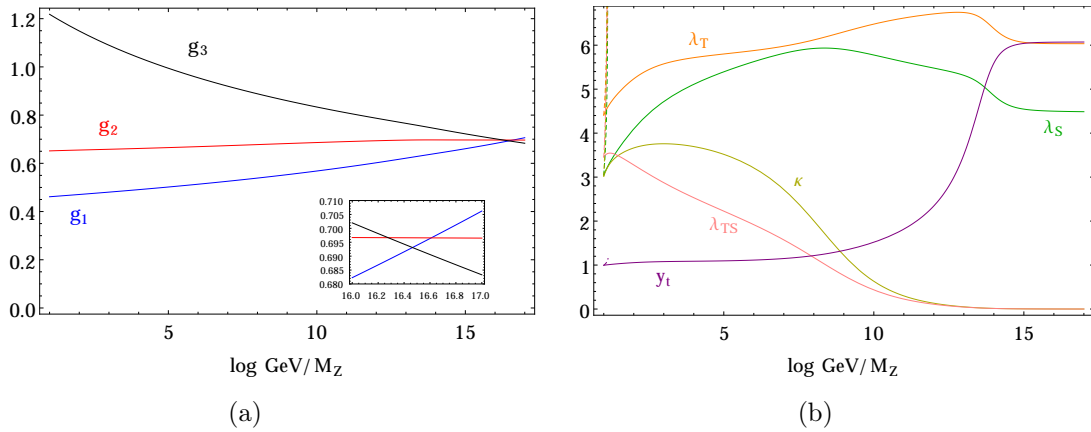 1.2
1.0
0.8
0.6
0.4
0.2
0.0
g3
g2
g1
0.710
0.705
0.700
0.695
0.690
0.685
0.680
16.0 16.2 16.4 16.6 16.8 17.0
5 10 15
log GeV/MZ
(a)
6
5
4
3
2
1
0
λT
λS
κ
λTS
yt
5 10 15
log GeV/MZ
(b)